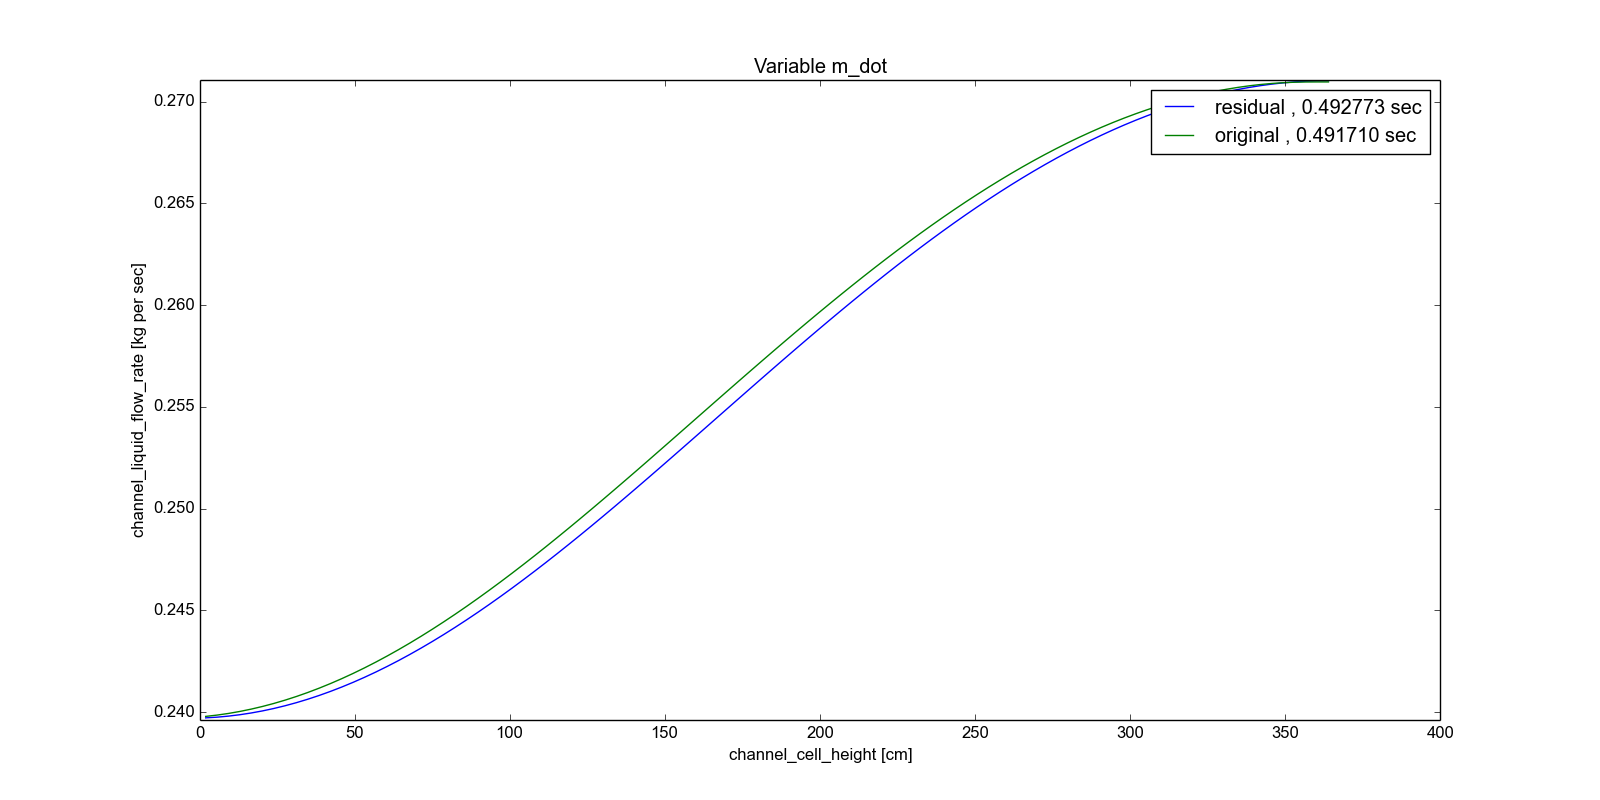 Variable m_dot
residual , 0.492773 sec
original , 0.491710 sec
channel_liquid_flow_rate [kg per sec]
0.270
0.265
0.260
0.255
0.250
0.245
0.240
0 50 100 150 200 250 300 350 400
channel_cell_height [cm]